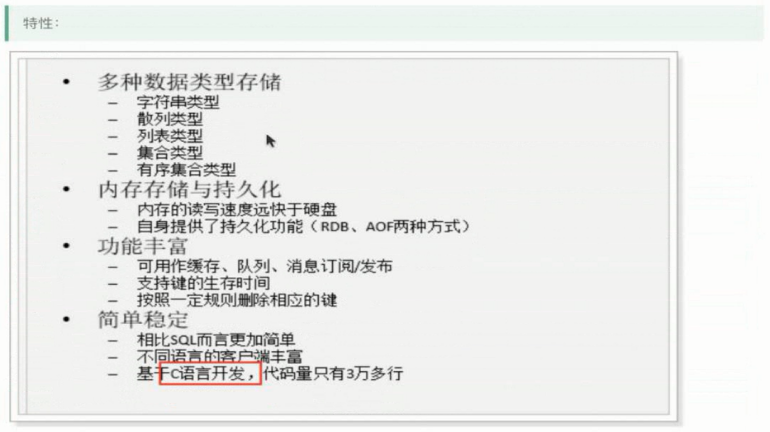 特性：
• 多种数据类型存储
– 字符串类型
– 散列类型
– 列表类型
– 集合类型
– 有序集合类型
• 内存存储与持久化
– 内存的读写速度远快于硬盘
– 自身提供了持久化功能（RDB、AOF两种方式）
• 功能丰富
– 可用作缓存、队列、消息订阅/发布
– 支持键的生存时间
– 按照一定规则删除相应的键
• 简单稳定
– 相比SQL而言更加简单
– 不同语言的客户端丰富
– 基于C语言开发，代码量只有3万多行